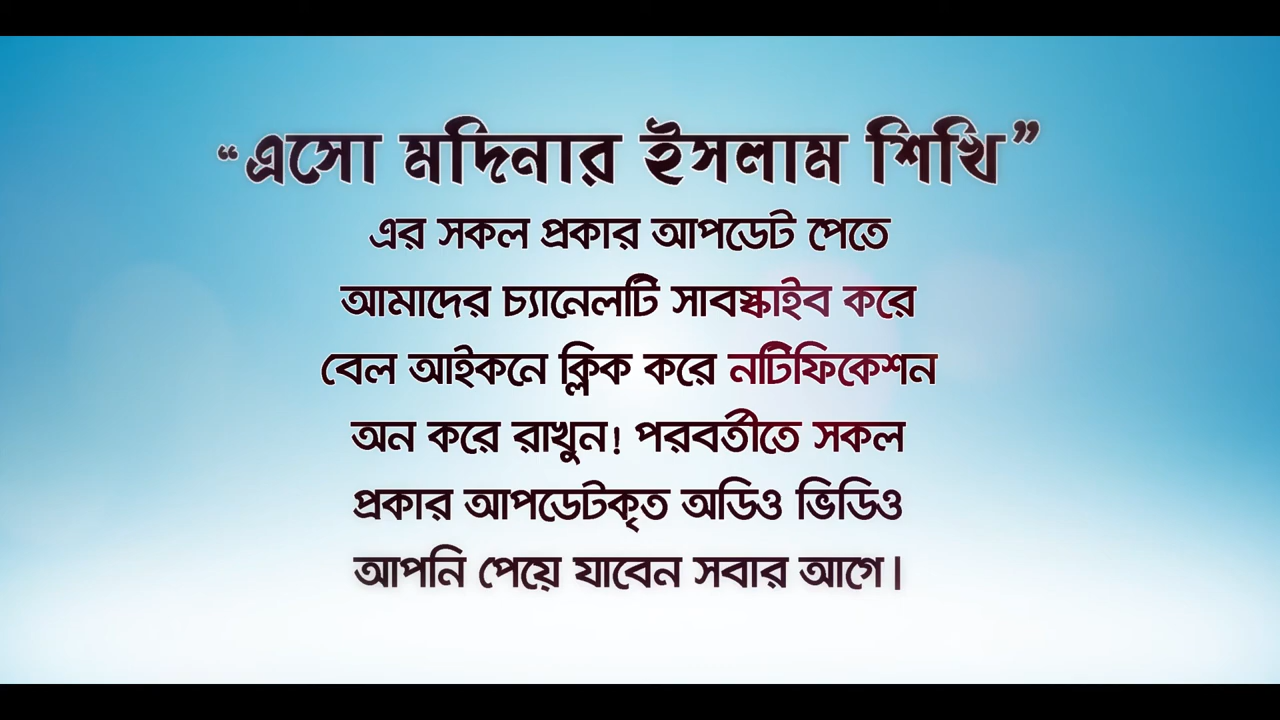 “এসো মদিনার ইসলাম শিখি”
এর সকল প্রকার আপডেট পেতে
আমাদের চ্যানেলটি সাবস্কাইব করে
বেল আইকনে ক্লিক করে নটিফিকেশন
অন করে রাখুন! পরবর্তীতে সকল
প্রকার আপডেটকৃত অডিও ভিডিও
আপনি পেয়ে যাবেন সবার আগে।